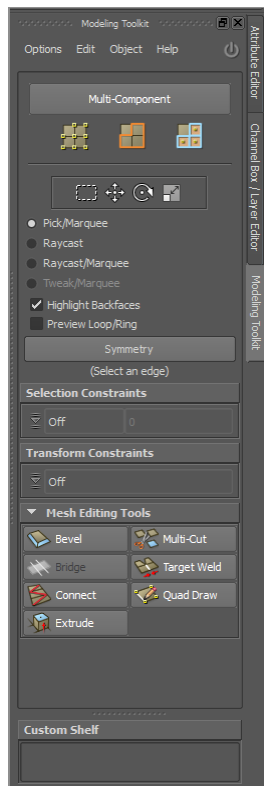 Modeling Toolkit
Options Edit Object Help
Multi-Component
Pick/Marquee
Raycast
Raycast/Marquee
Tweak/Marquee
Highlight Backfaces
Preview Loop/Ring
Symmetry
(Select an edge)
Selection Constraints
Off 0
Transform Constraints
Off
Mesh Editing Tools
Bevel Multi-Cut
Bridge Target Weld
Connect Quad Draw
Extrude
Custom Shelf
Attribute Editor
Channel Box / Layer Editor
Modeling Toolkit